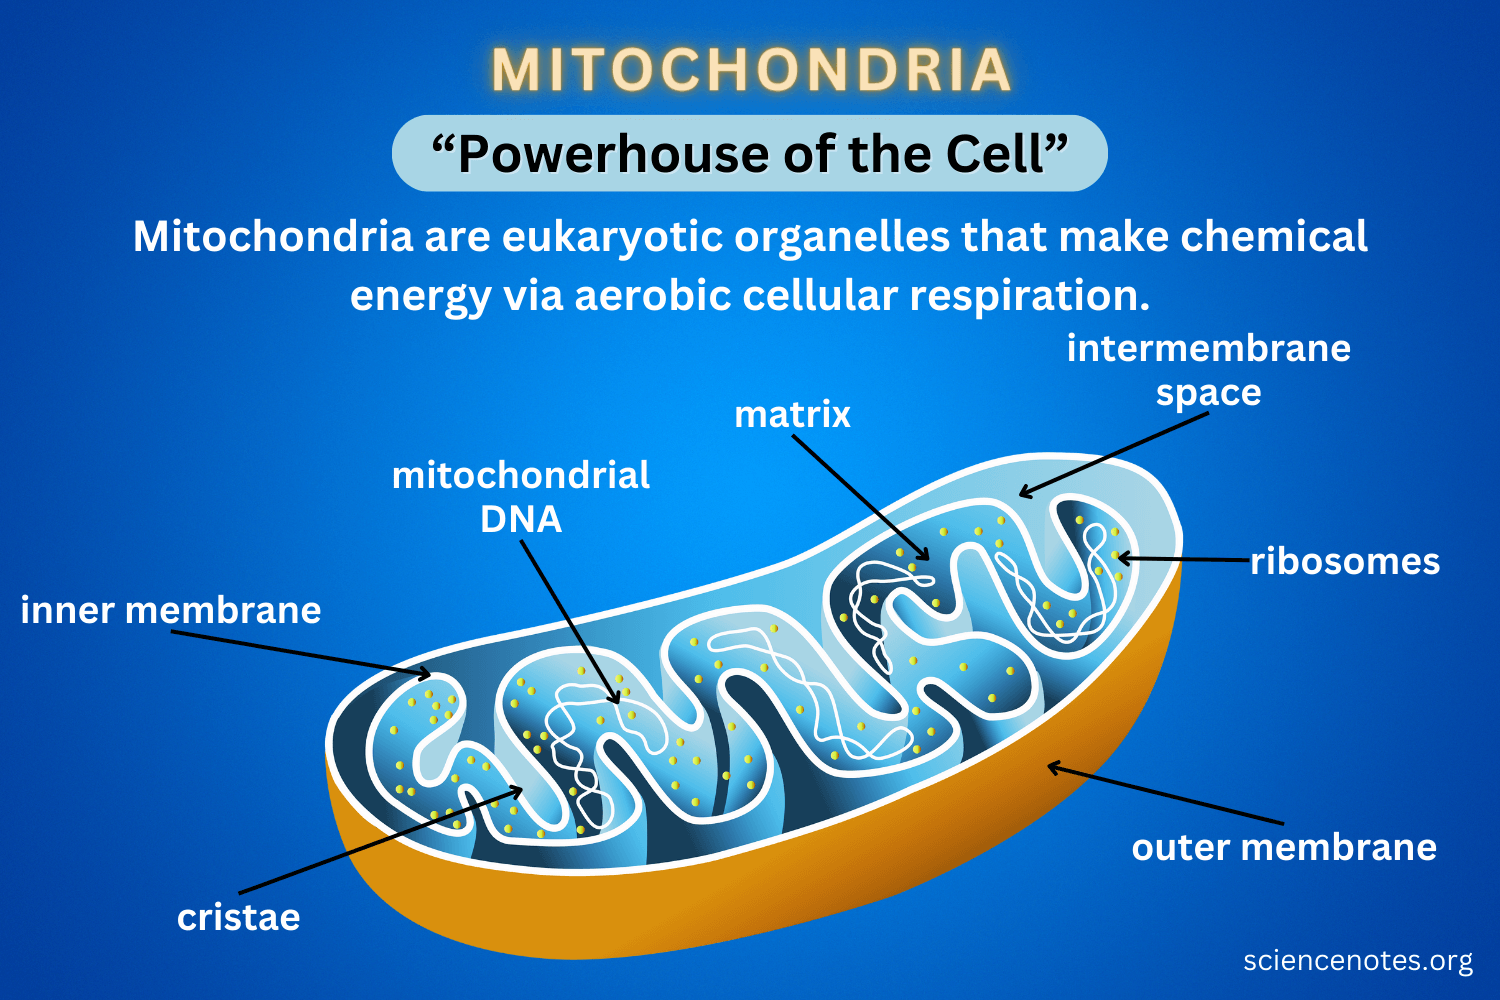 MITOCHONDRIA
“Powerhouse of the Cell”
Mitochondria are eukaryotic organelles that make chemical
energy via aerobic cellular respiration.
intermembrane
space
matrix
mitochondrial
DNA
ribosomes
inner membrane
outer membrane
cristae
sciencenotes.org